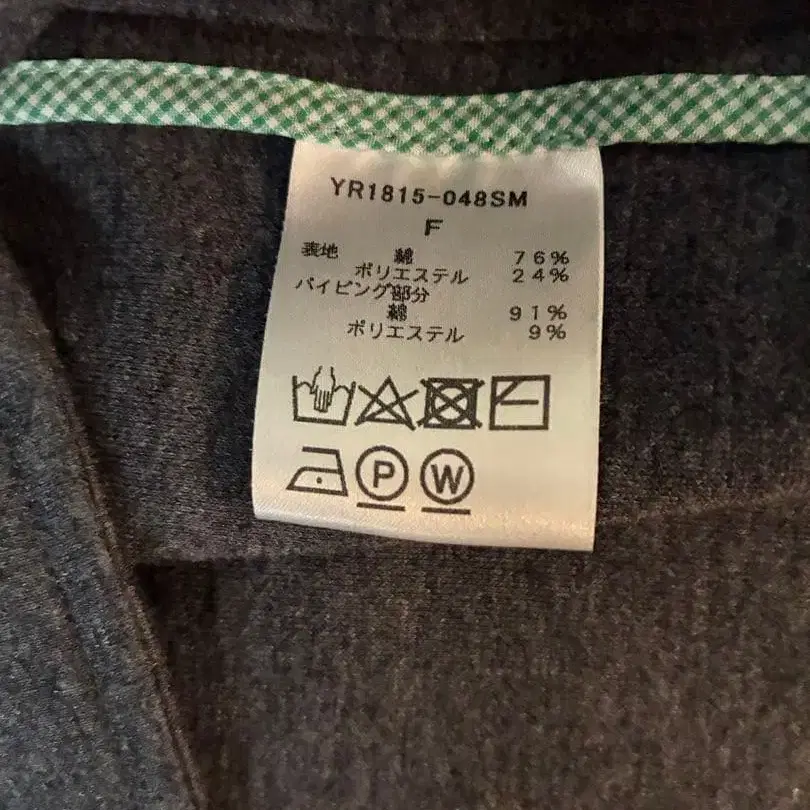 YR1815-048SM
F
表地 綿 76%
ポリエステル 24%
パイピング部分
綿 91%
ポリエステル 9%
P W